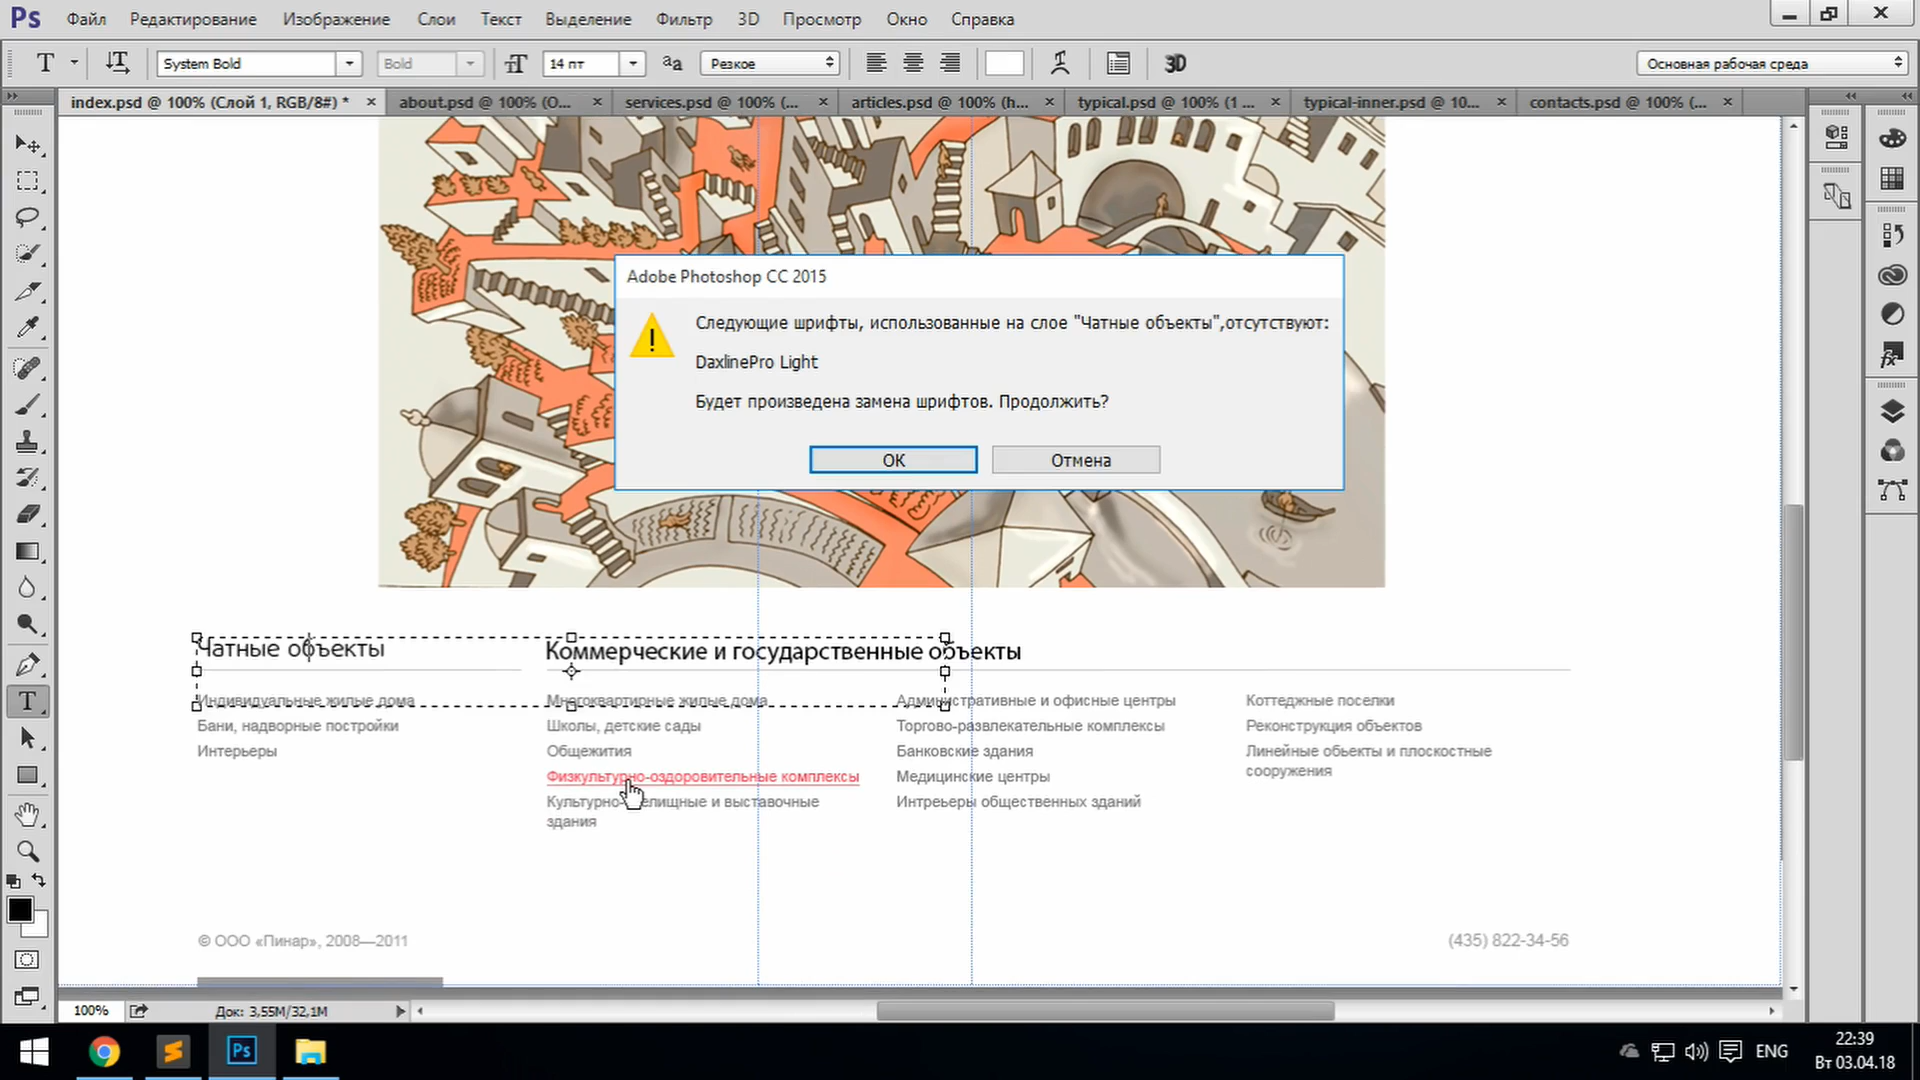 Ps Файл Редактирование Изображение Слои Текст Выделение Фильтр 3D Просмотр Окно Справка
T System Bold Bold 14 пт aа Резкое 3D Основная рабочая среда
index.psd @ 100% (Слой 1, RGB/8#) * × about.psd @ 100% (O... × services.psd @ 100% (... × articles.psd @ 100% (h... × typical.psd @ 100% (1 ... × typical-inner.psd @ 10... × contacts.psd @ 100% (... ×
Adobe Photoshop CC 2015
Следующие шрифты, использованные на слое "Чатные объекты",отсутствуют:
DaxlinePro Light
Будет произведена замена шрифтов. Продолжить?
ОК Отмена
Чатные объекты Коммерческие и государственные объекты
Индивидуальные жилые дома Многоквартирные жилые дома Административные и офисные центры Коттеджные поселки
Бани, надворные постройки Школы, детские сады Торгово-развлекательные комплексы Реконструкция объектов
Интерьеры Общежития Банковские здания Линейные обьекты и плоскостные
сооружения
Физкультурно-оздоровительные комплексы Медицинские центры
и выставочные Интреьеры общественных зданий
здания
© ООО «Пинар», 2008—2011 (435) 822-34-56
100% Док: 3,55M/32,1M
Ps ENG 22:39
Вт 03.04.18